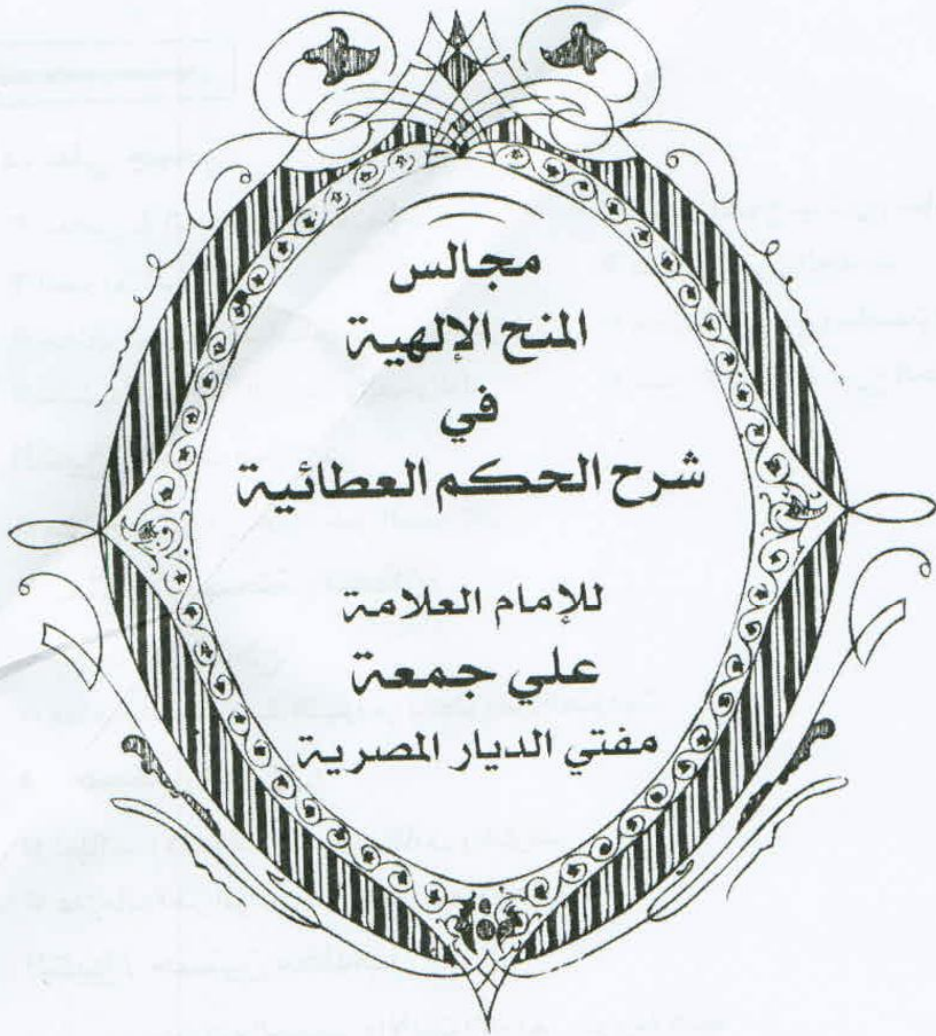 مجالس
المنح الإلهية
في
شرح الحكم العطائية
للإمام العلامة
علي جمعة
مفتي الديار المصرية